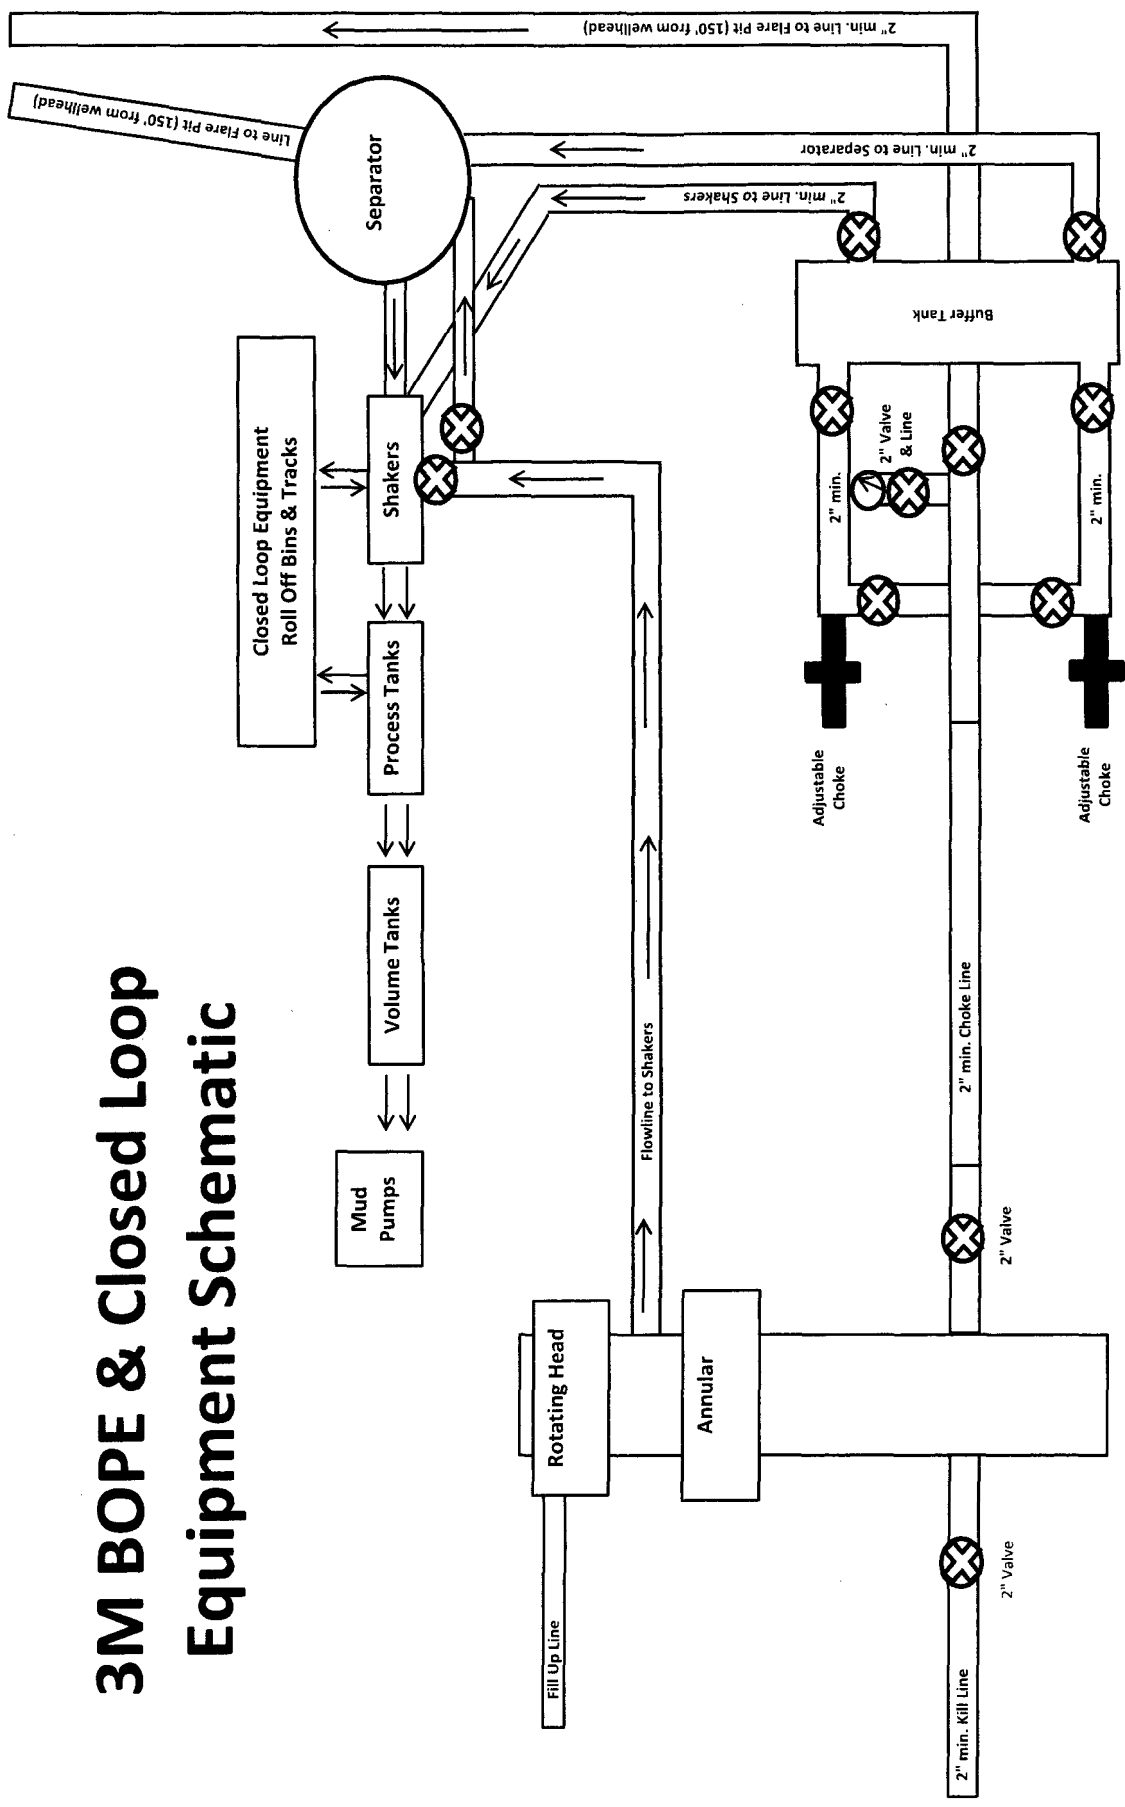 3M BOPE & Closed Loop
Equipment Schematic
Closed Loop Equipment
Roll Off Bins & Tracks
Mud
Pumps
Volume Tanks
Process Tanks
Shakers
Separator
Line to Flare Pit (150' from wellhead)
2" min. Line to Flare Pit (150' from wellhead)
2" min. Line to Separator
2" min. Line to Shakers
Fill Up Line
Rotating Head
Flowline to Shakers
Annular
Adjustable
Choke
2" min.
2" Valve
& Line
Buffer Tank
2" min. Kill Line
2" Valve
2" Valve
2" min. Choke Line
Adjustable
Choke
2" min.